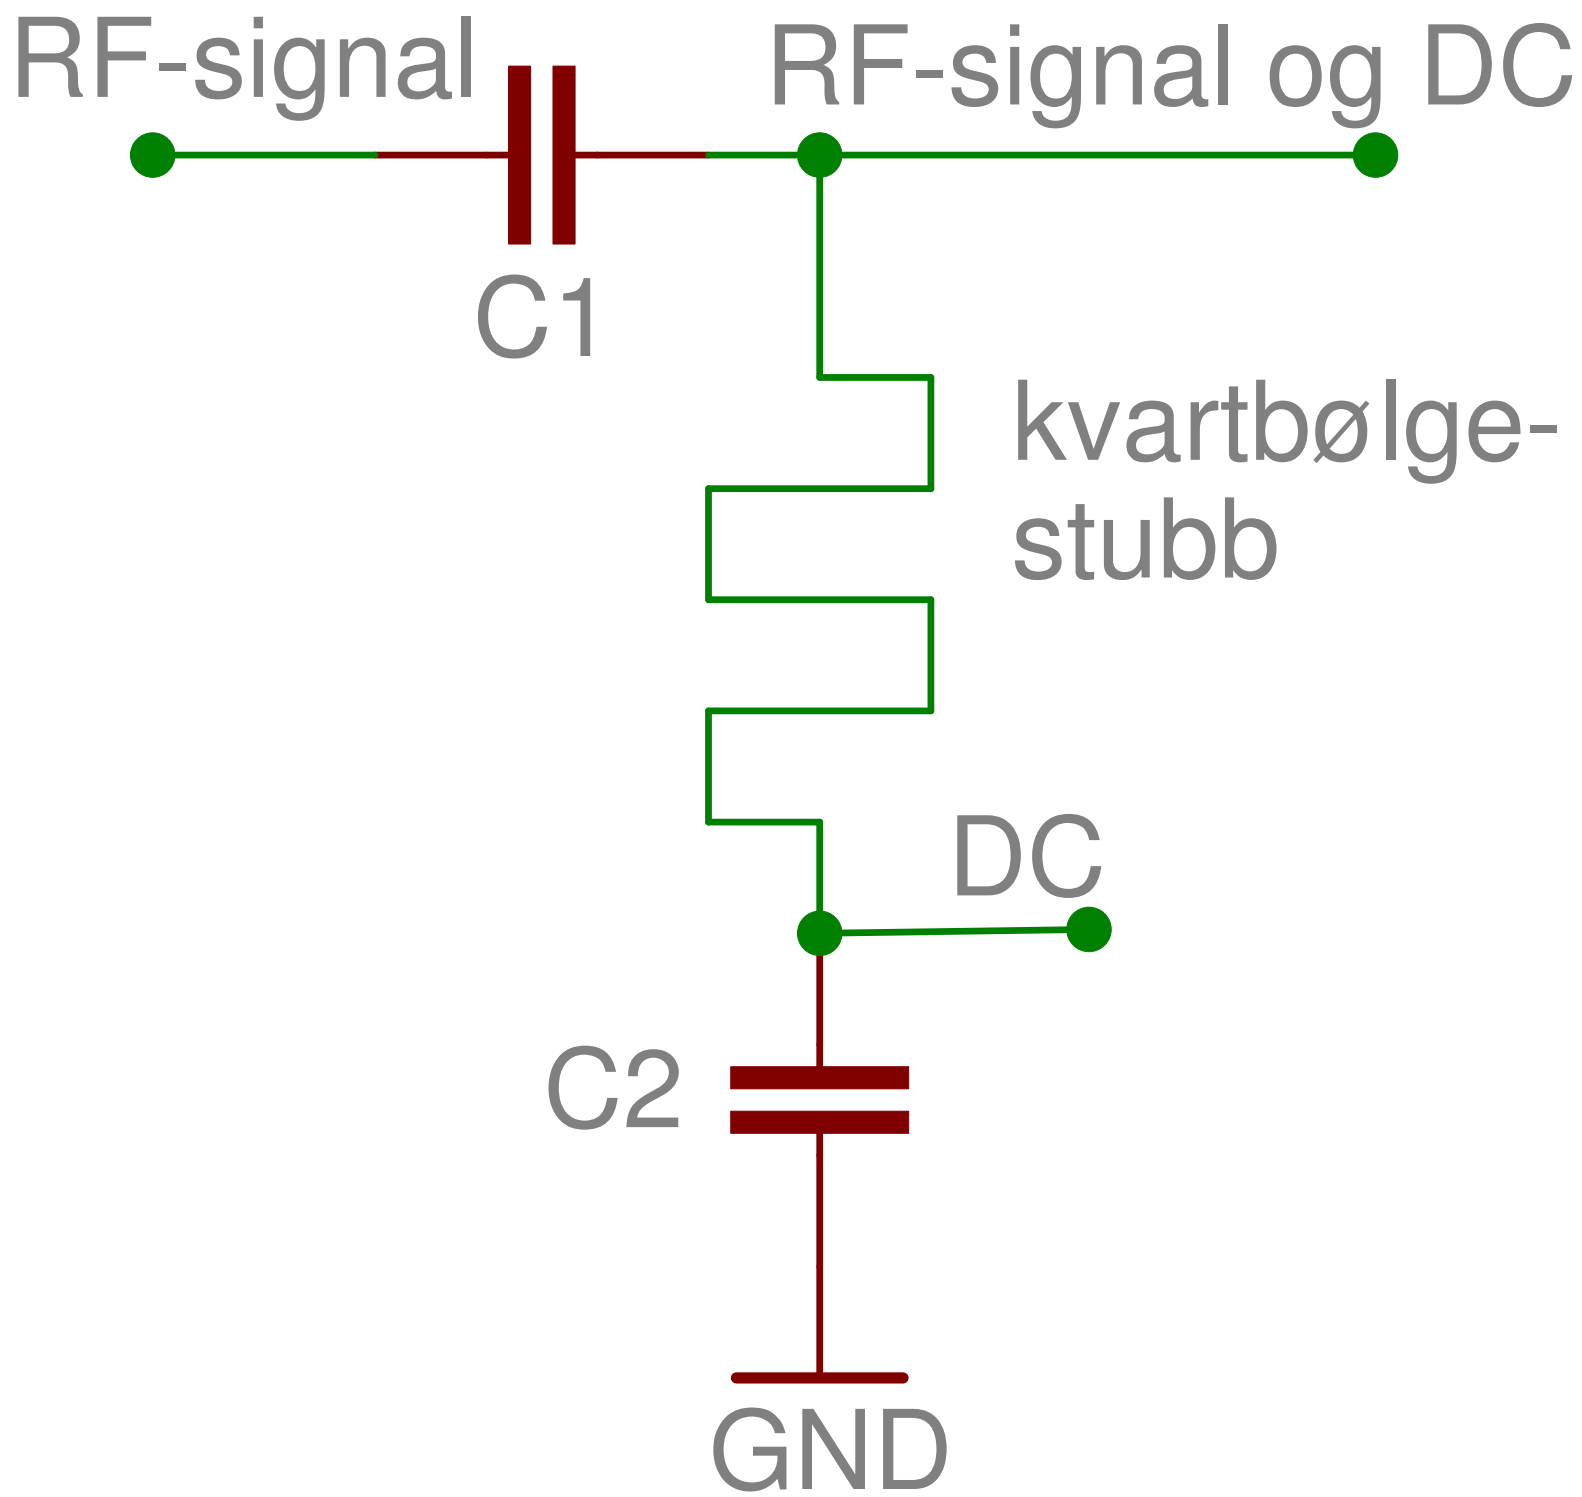 RF-signal
RF-signal og DC
C1
kvartbølge-
stubb
DC
C2
GND